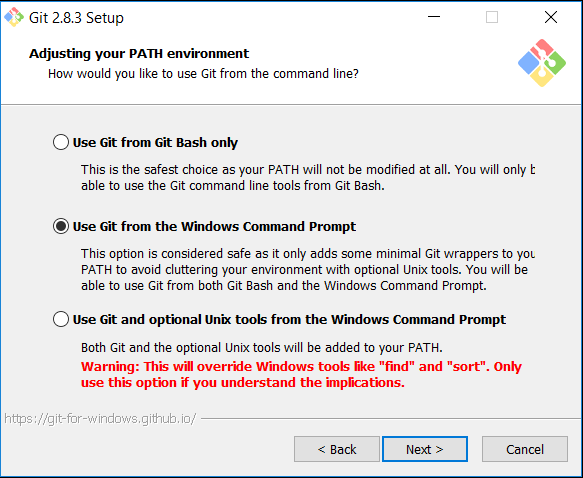 Git 2.8.3 Setup
Adjusting your PATH environment
How would you like to use Git from the command line?
Use Git from Git Bash only
This is the safest choice as your PATH will not be modified at all. You will only b
able to use the Git command line tools from Git Bash.
Use Git from the Windows Command Prompt
This option is considered safe as it only adds some minimal Git wrappers to you
PATH to avoid cluttering your environment with optional Unix tools. You will be
able to use Git from both Git Bash and the Windows Command Prompt.
Use Git and optional Unix tools from the Windows Command Prompt
Both Git and the optional Unix tools will be added to your PATH.
Warning: This will override Windows tools like "find" and "sort". Only
use this option if you understand the implications.
https://git-for-windows.github.io/
< Back Next > Cancel